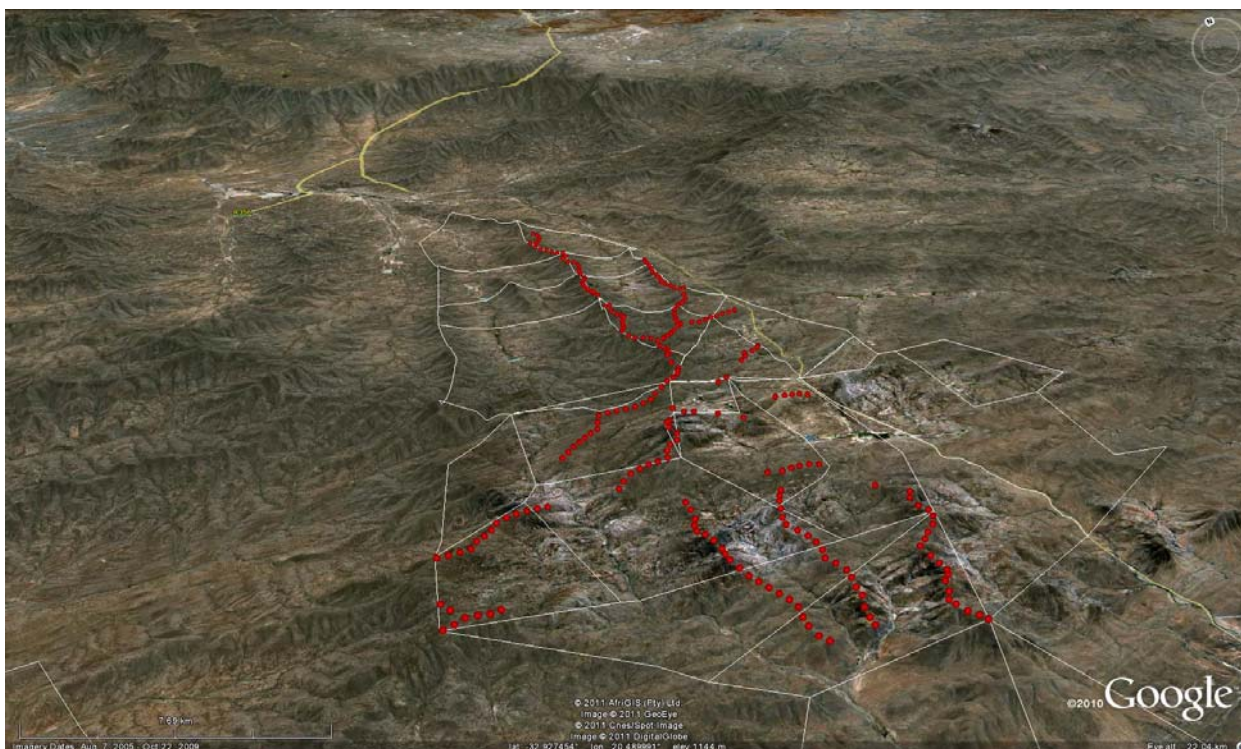 N
7.69 km
© 2011 AfriGIS (Pty) Ltd.
Image © 2011 GeoEye
© 2011 Cnes/Spot Image
Image © 2011 DigitalGlobe
©2010 Google
Imagery Dates: Aug 7, 2005 - Oct 22, 2009
lat -32.927454° lon 20.489991° elev 1144 m
Eye alt 22.04 km